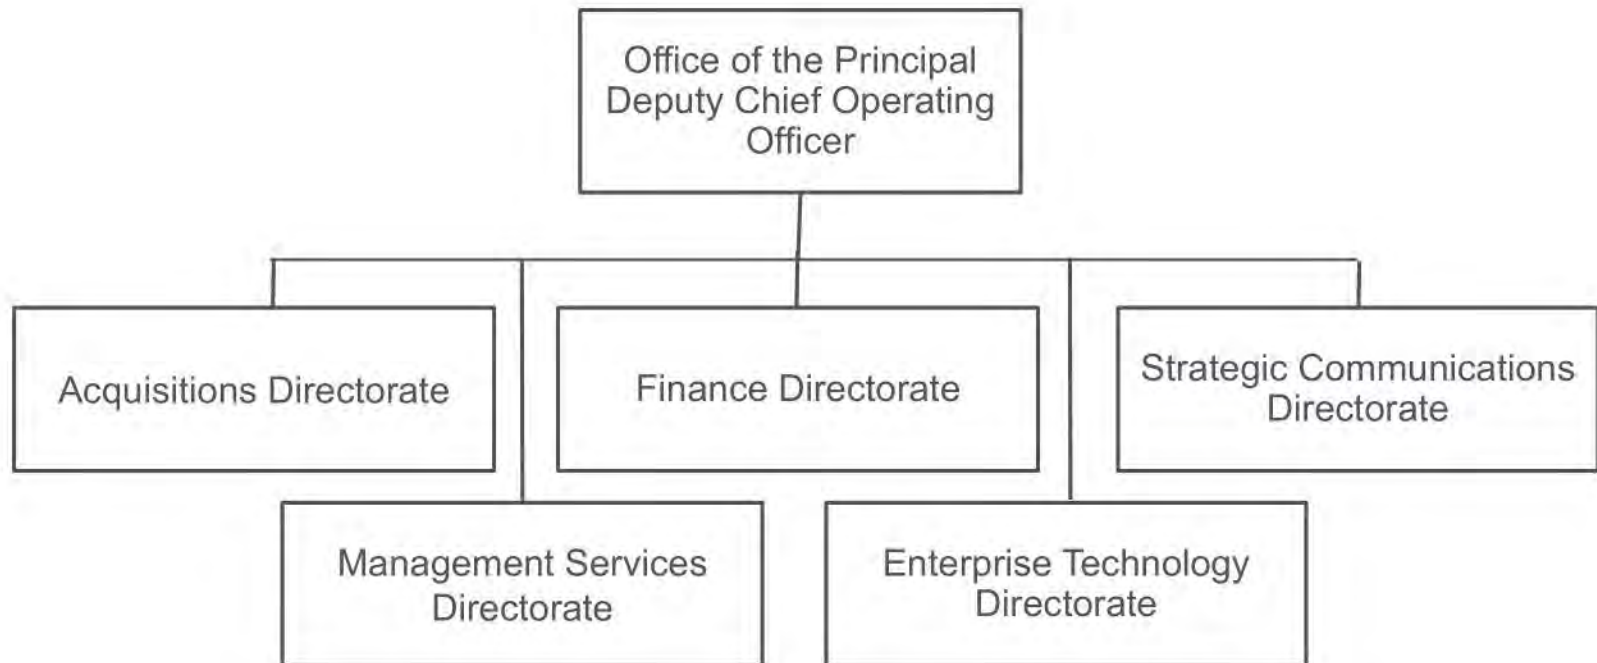 Office of the Principal
Deputy Chief Operating
Officer
Acquisitions Directorate
Finance Directorate
Strategic Communications
Directorate
Management Services
Directorate
Enterprise Technology
Directorate